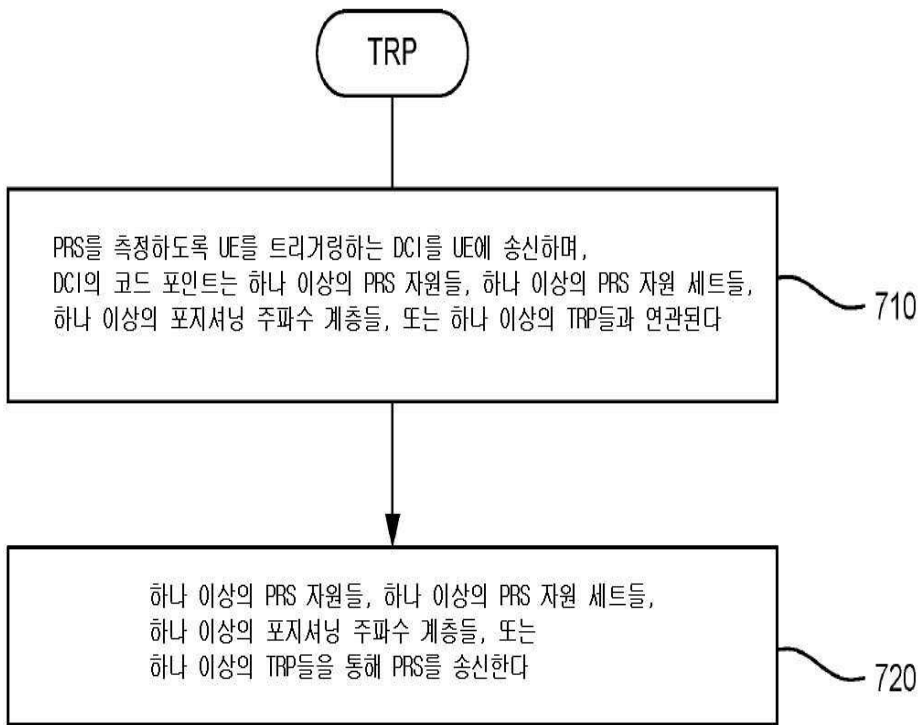 TRP
PRS를 측정하도록 UE를 트리거링하는 DCI를 UE에 송신하며,
DCI의 코드 포인트는 하나 이상의 PRS 자원들, 하나 이상의 PRS 자원 세트들,
하나 이상의 포지셔닝 주파수 계층들, 또는 하나 이상의 TRP들과 연관된다
710
하나 이상의 PRS 자원들, 하나 이상의 PRS 자원 세트들,
하나 이상의 포지셔닝 주파수 계층들, 또는
하나 이상의 TRP들을 통해 PRS를 송신한다
720